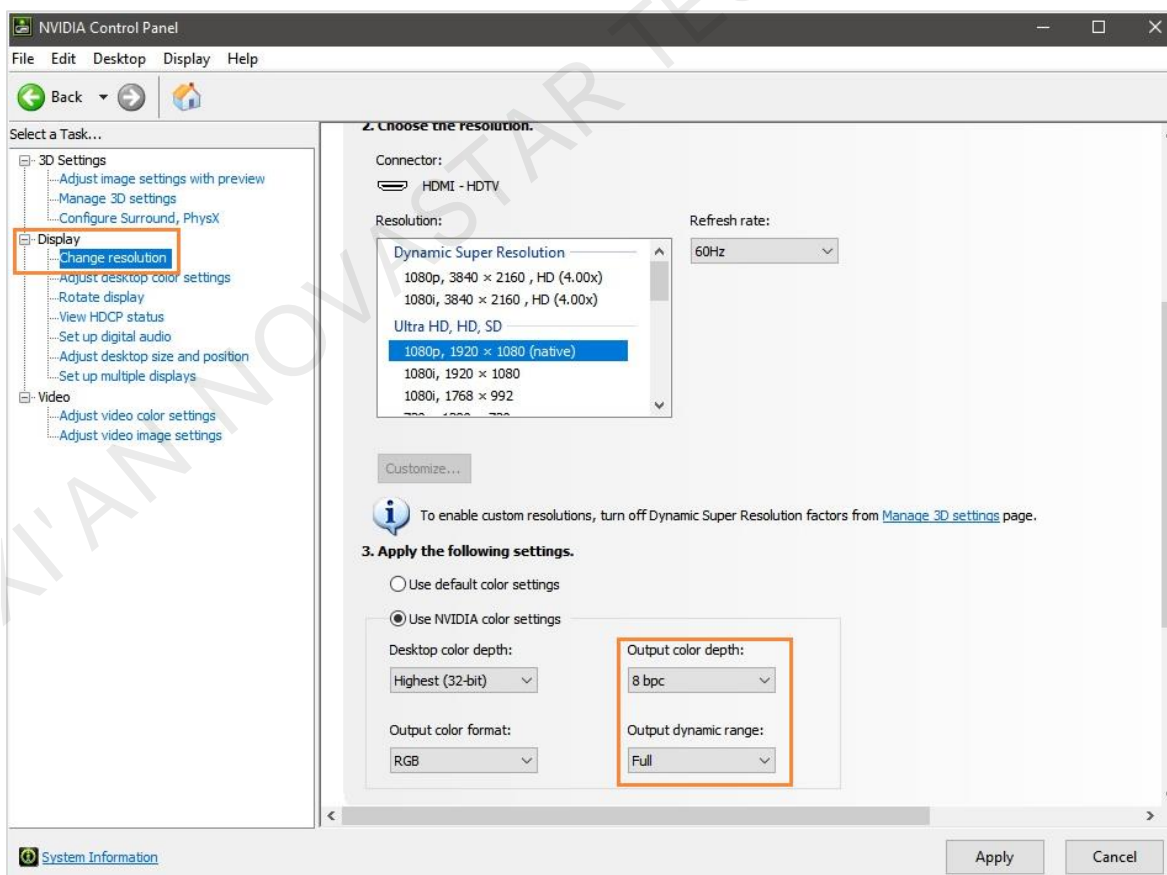 NVIDIA Control Panel
File Edit Desktop Display Help
Back
Select a Task...
3D Settings
Adjust image settings with preview
Manage 3D settings
Configure Surround, PhysX
Display
Change resolution
Adjust desktop color settings
Rotate display
View HDCP status
Set up digital audio
Adjust desktop size and position
Set up multiple displays
Video
Adjust video color settings
Adjust video image settings
2. Choose the resolution.
Connector:
HDMI - HDTV
Resolution:
Refresh rate:
60Hz
Dynamic Super Resolution
1080p, 3840 × 2160 , HD (4.00x)
1080i, 3840 × 2160 , HD (4.00x)
Ultra HD, HD, SD
1080p, 1920 × 1080 (native)
1080i, 1920 × 1080
1080i, 1768 × 992
Customize...
To enable custom resolutions, turn off Dynamic Super Resolution factors from Manage 3D settings page.
3. Apply the following settings.
Use default color settings
Use NVIDIA color settings
Desktop color depth:
Output color depth:
Highest (32-bit)
8 bpc
Output color format:
Output dynamic range:
RGB
Full
System Information
Apply
Cancel
XI'AN NOVASTAR